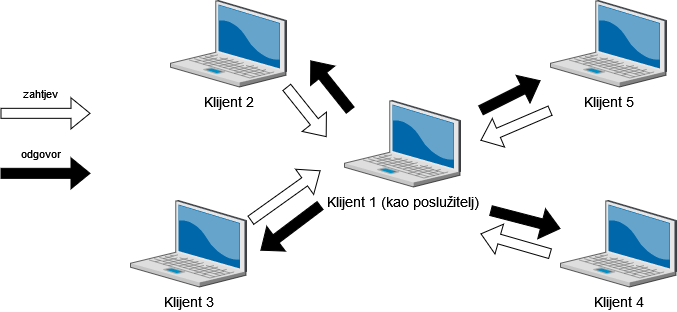 Klijent 2
Klijent 5
zahtjev
odgovor
Klijent 1 (kao poslužitelj)
Klijent 3
Klijent 4